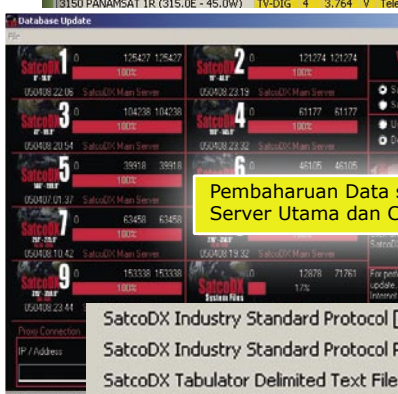 3150 PANAMSAT 1R (315.0E - 45.0W) TV-DIG 4 3.764 V Tele
Database Update
File
SatcoDX 1 0 125427 125427
100%
050408 22:06 SatcoDX Main Server
SatcoDX 2 0 121274 121274
100%
050408 23:19 SatcoDX Main Server
SatcoDX 3 0 104238 104238
100%
050408 20:54 SatcoDX Main Server
SatcoDX 4 0 61177 61177
100%
050408 23:32 SatcoDX Main Server
SatcoDX 5 0 39918 39918
100%
050407 01:37 SatcoDX Main Server
SatcoDX 6 0 46105 46105
Pembaharuan Data s
Server Utama dan C
SatcoDX 7 0 63458 63458
100%
050408 10:42 SatcoDX Main Server
050408 19:32 SatcoDX Main Server
SatcoDX 9 0 153338 153338
100%
050408 23:44
SatcoDX 0 12878 71761
17%
System Files
For perf
update,
Internet
Proxy Connection
IP / Address
SatcoDX Industry Standard Protocol [
SatcoDX Industry Standard Protocol F
SatcoDX Tabulator Delimited Text File